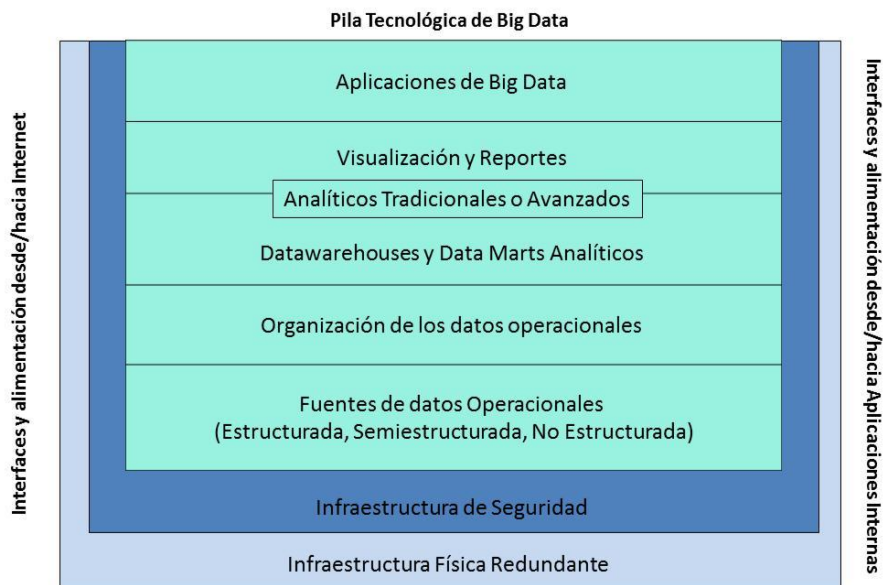 Pila Tecnológica de Big Data
Interfaces y alimentación desde/hacia Internet
Aplicaciones de Big Data
Visualización y Reportes
Analíticos Tradicionales o Avanzados
Datawarehouses y Data Marts Analíticos
Organización de los datos operacionales
Fuentes de datos Operacionales
(Estructurada, Semiestructurada, No Estructurada)
Infraestructura de Seguridad
Infraestructura Física Redundante
Interfaces y alimentación desde/hacia Aplicaciones Internas